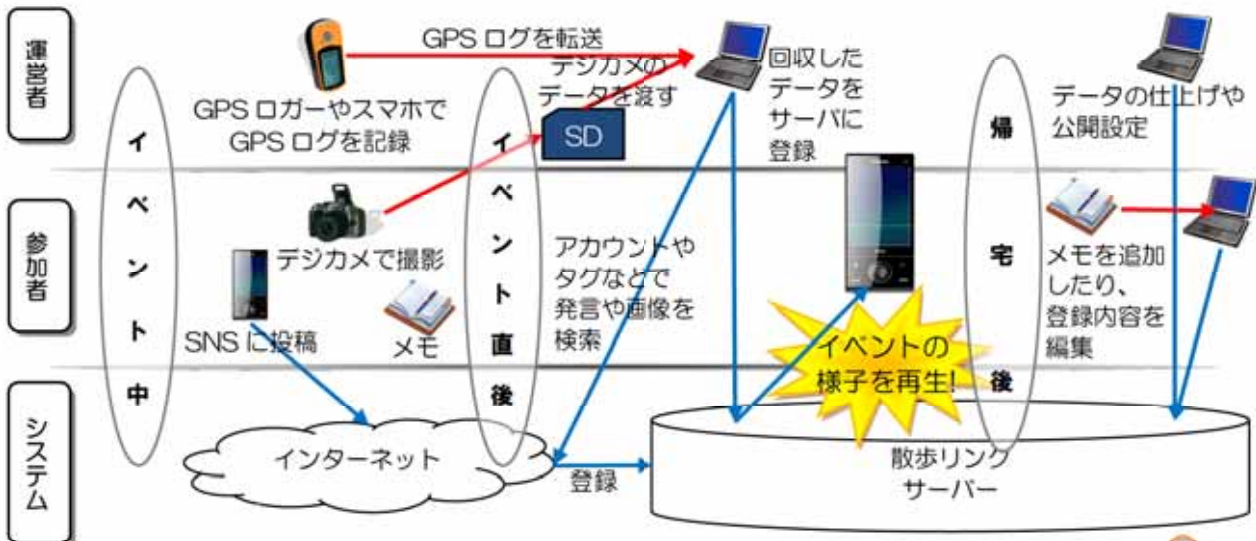 運営者
参加者
システム
イベント中
GPS ロガーやスマホで
GPS ログを記録
デジカメで撮影
SNS に投稿
メモ
インターネット
イベント直後
GPS ログを転送
デジカメの
データを渡す
SD
回収した
データを
サーバに
登録
アカウントや
タグなどで
発言や画像を
検索
登録
イベントの
様子を再生!
散歩リンク
サーバー
帰宅後
データの仕上げや
公開設定
メモを追加
したり、
登録内容を
編集